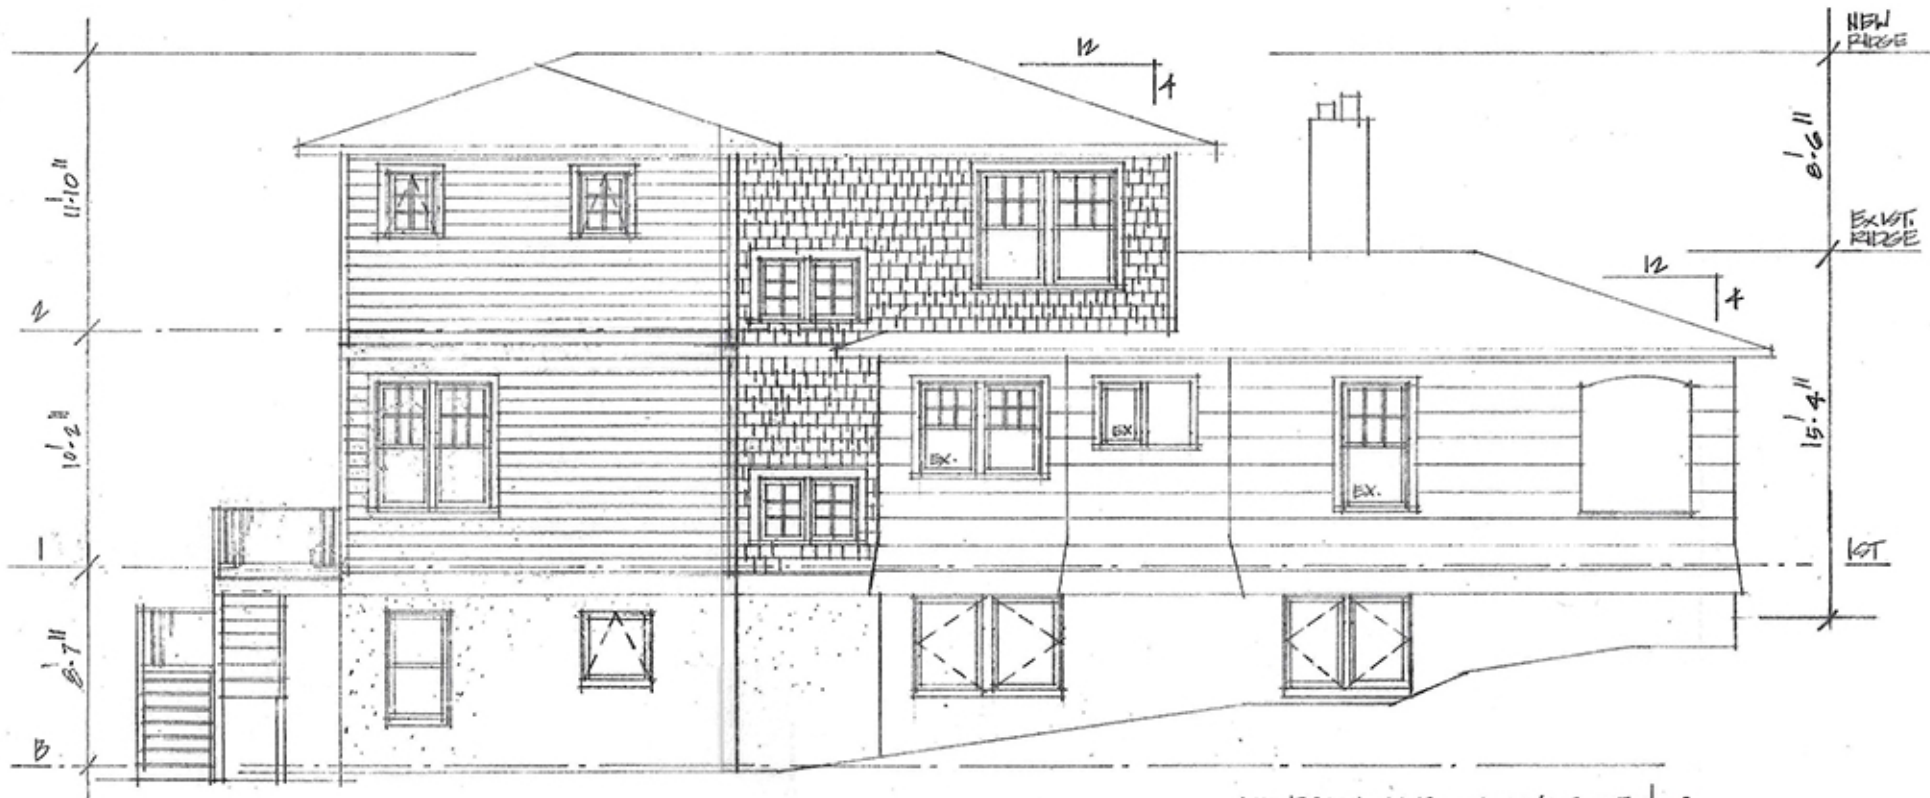 NEW
RIDGE
12
4
8'-6"
11'-10"
EXIST.
RIDGE
12
4
2
15'-4"
10'-2"
EX.
EX
EX.
1
1ST
8'-7"
B